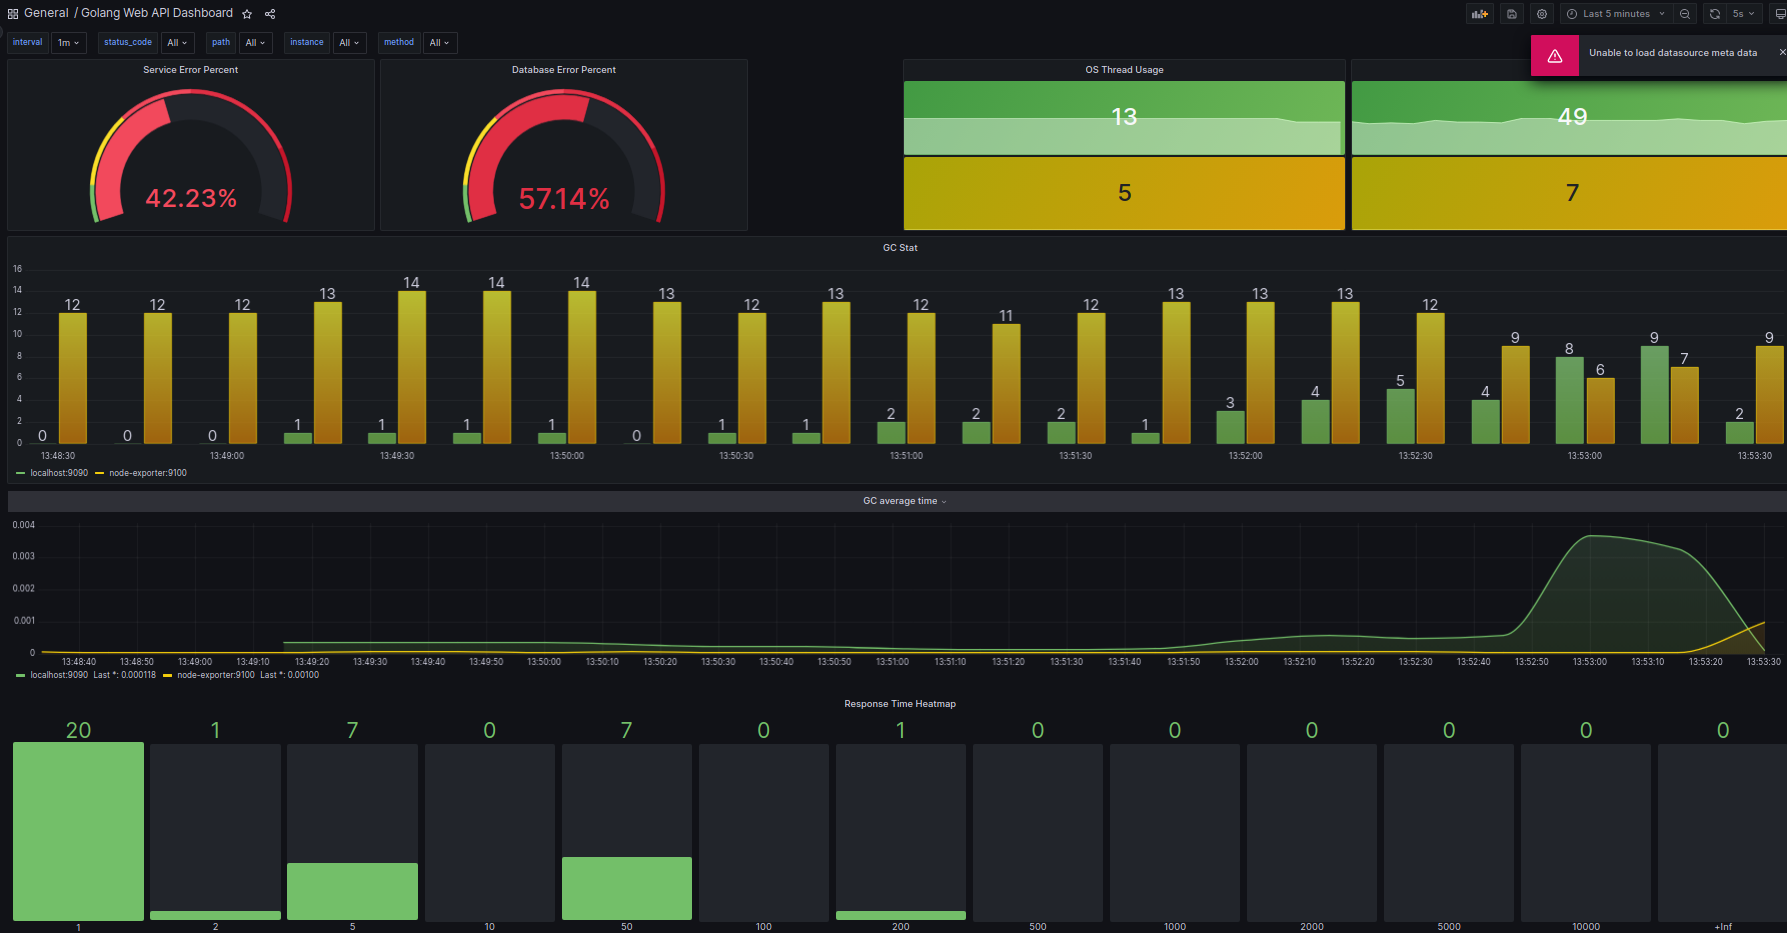 General / Golang Web API Dashboard
Last 5 minutes
5s
Unable to load datasource meta data
interval 1m status_code All path All instance All method All
Service Error Percent
42.23%
Database Error Percent
57.14%
OS Thread Usage
13
5
49
7
GC Stat
16
14
12
10
8
6
4
2
0
0 12 0 12 0 12 1 13 1 14 1 14 1 14 0 13 1 12 1 13 2 12 2 11 2 12 1 13 3 13 4 13 5 12 4 9 8 6 9 7 2 9
13:48:30 13:49:00 13:49:30 13:50:00 13:50:30 13:51:00 13:51:30 13:52:00 13:52:30 13:53:00 13:53:30
localhost:9090 node-exporter:9100
GC average time
0.004
0.003
0.002
0.001
0
13:48:40 13:48:50 13:49:00 13:49:10 13:49:20 13:49:30 13:49:40 13:49:50 13:50:00 13:50:10 13:50:20 13:50:30 13:50:40 13:50:50 13:51:00 13:51:10 13:51:20 13:51:30 13:51:40 13:51:50 13:52:00 13:52:10 13:52:20 13:52:30 13:52:40 13:52:50 13:53:00 13:53:10 13:53:20 13:53:30
localhost:9090 Last *: 0.000118 node-exporter:9100 Last *: 0.00100
Response Time Heatmap
20 1 7 0 7 0 1 0 0 0 0 0 0
1 2 5 10 50 100 200 500 1000 2000 5000 10000 +Inf